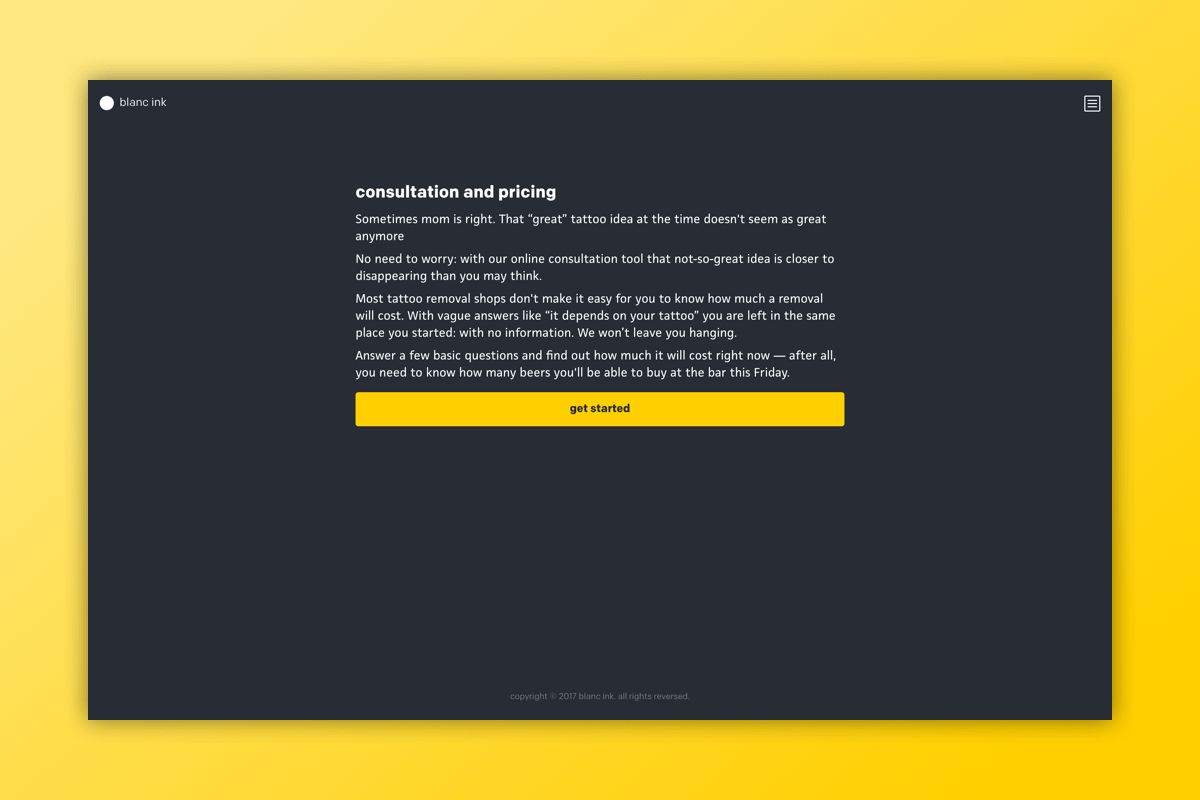 blanc ink
consultation and pricing
Sometimes mom is right. That “great” tattoo idea at the time doesn't seem as great
anymore
No need to worry: with our online consultation tool that not-so-great idea is closer to
disappearing than you may think.
Most tattoo removal shops don't make it easy for you to know how much a removal
will cost. With vague answers like “it depends on your tattoo” you are left in the same
place you started: with no information. We won’t leave you hanging.
Answer a few basic questions and find out how much it will cost right now — after all,
you need to know how many beers you'll be able to buy at the bar this Friday.
get started
copyright © 2017 blanc ink. all rights reversed.